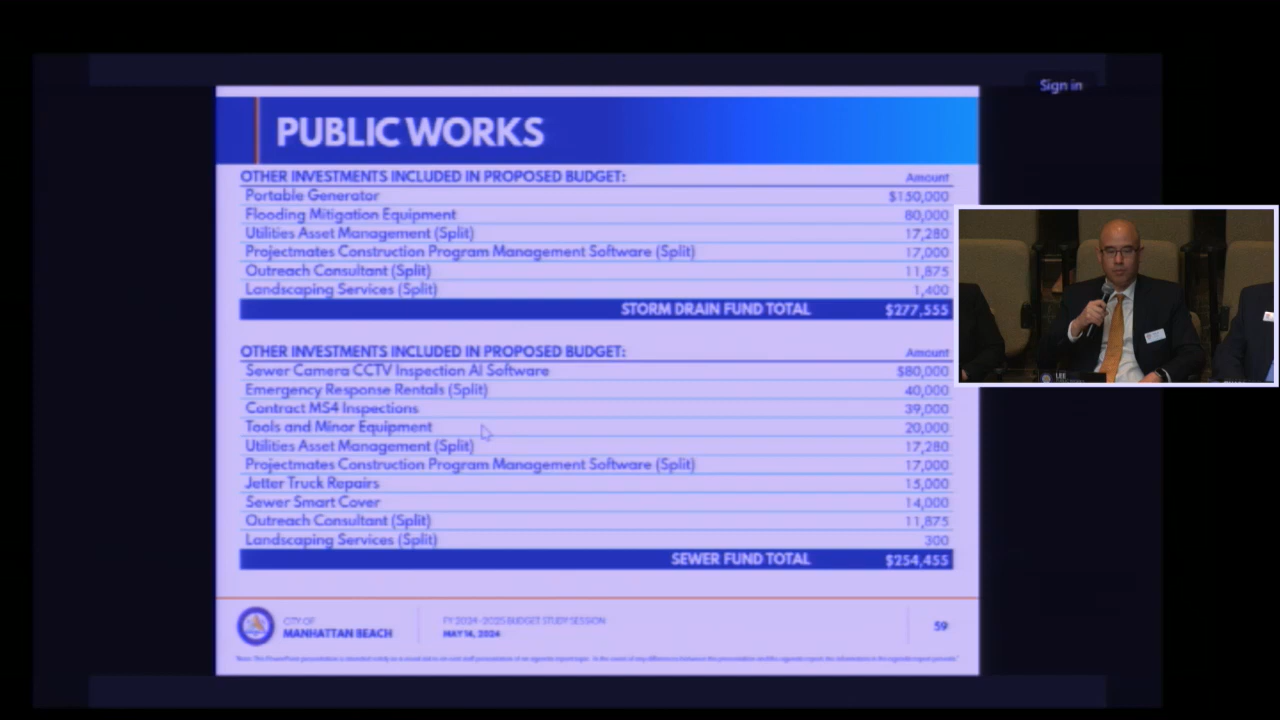 Sign in
PUBLIC WORKS
OTHER INVESTMENTS INCLUDED IN PROPOSED BUDGET: Amount
Portable Generator $150,000
Flooding Mitigation Equipment 80,000
Utilities Asset Management (Split) 17,280
Projectmates Construction Program Management Software (Split) 17,000
Outreach Consultant (Split) 11,875
Landscaping Services (Split) 1,400
STORM DRAIN FUND TOTAL $277,555
OTHER INVESTMENTS INCLUDED IN PROPOSED BUDGET: Amount
Sewer Camera CCTV Inspection AI Software $80,000
Emergency Response Rentals (Split) 40,000
Contract MS4 Inspections 39,000
Tools and Minor Equipment 20,000
Utilities Asset Management (Split) 17,280
Projectmates Construction Program Management Software (Split) 17,000
Jetter Truck Repairs 15,000
Sewer Smart Cover 14,000
Outreach Consultant (Split) 11,875
Landscaping Services (Split) 300
SEWER FUND TOTAL $254,455
CITY OF
MANHATTAN BEACH
FY 2024-2025 BUDGET STUDY SESSION
MAY 14, 2024
59
LEE